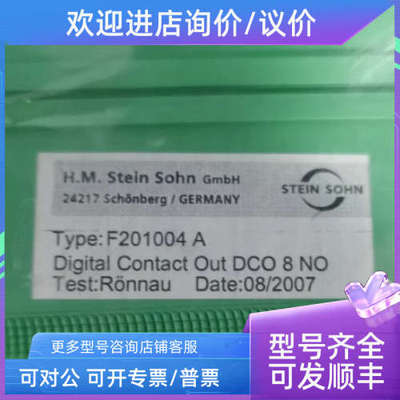 欢迎进店询价/议价
H.M. Stein Sohn GmbH
24217 Schönberg / GERMANY
STEIN SOHN
Type: F201004 A
Digital Contact Out DCO 8 NO
Test: Rönnau Date: 08/2007
更多型号咨询店铺客服
可对公 可开专票/普票
型号齐全
可发顺丰